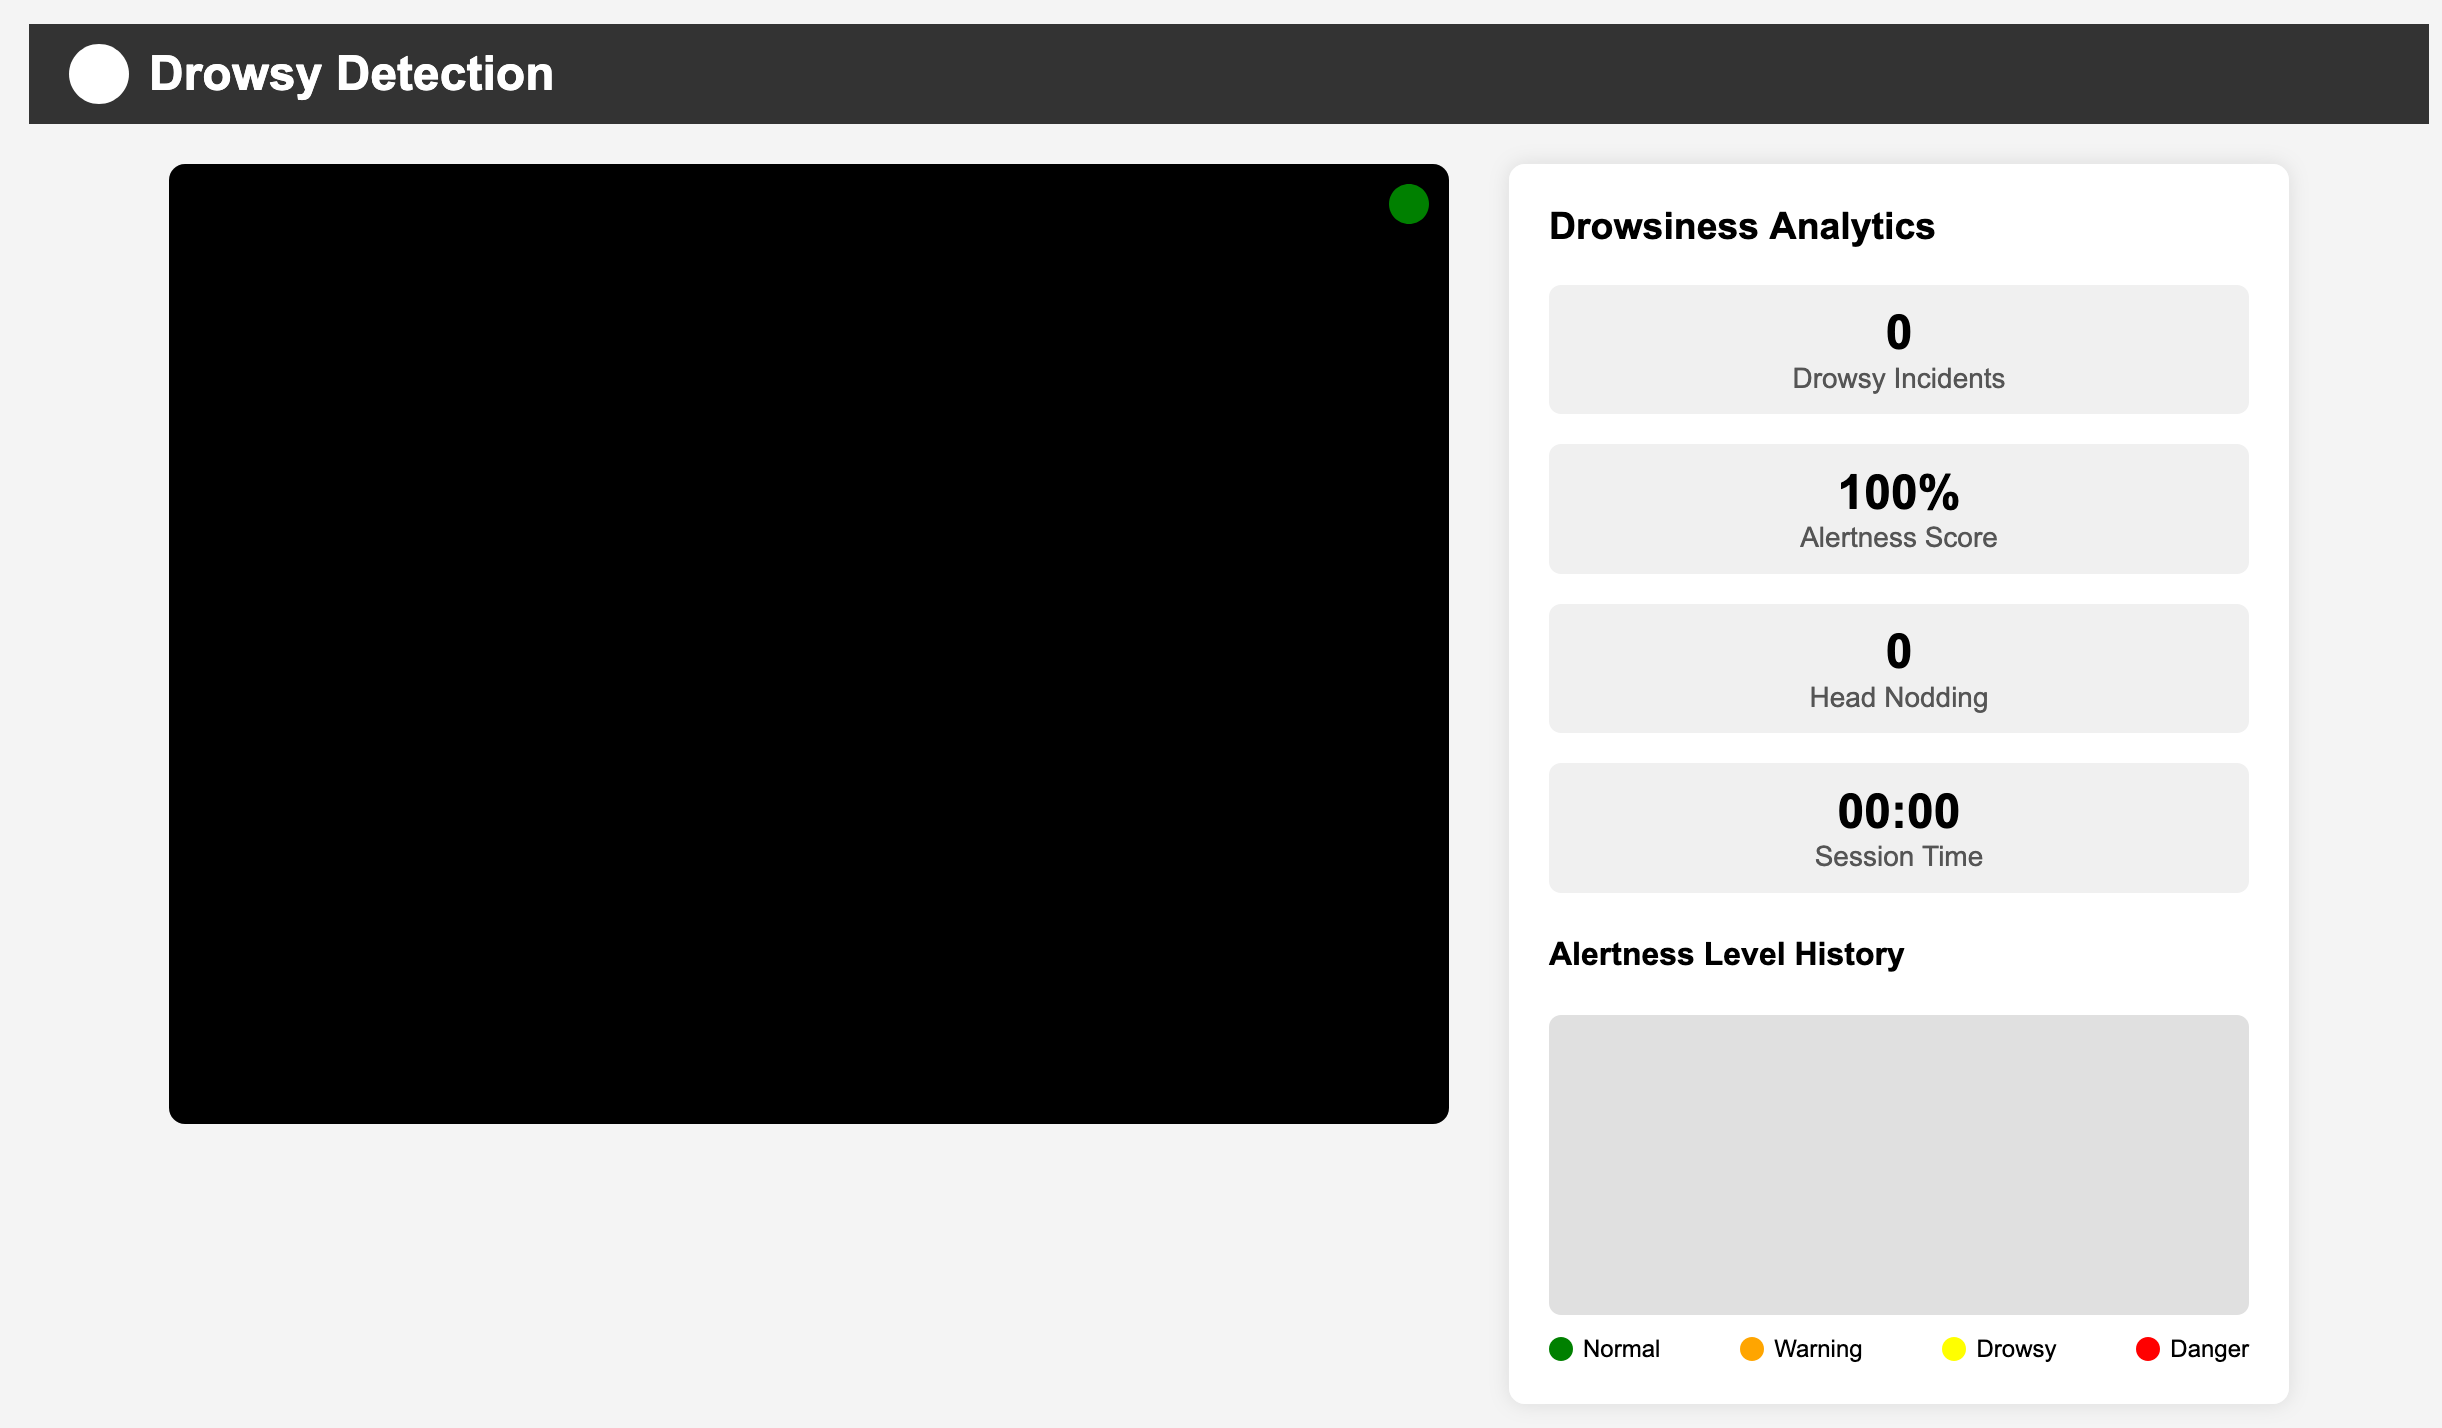 Drowsy Detection
Drowsiness Analytics
0
Drowsy Incidents
100%
Alertness Score
0
Head Nodding
00:00
Session Time
Alertness Level History
Normal Warning Drowsy Danger